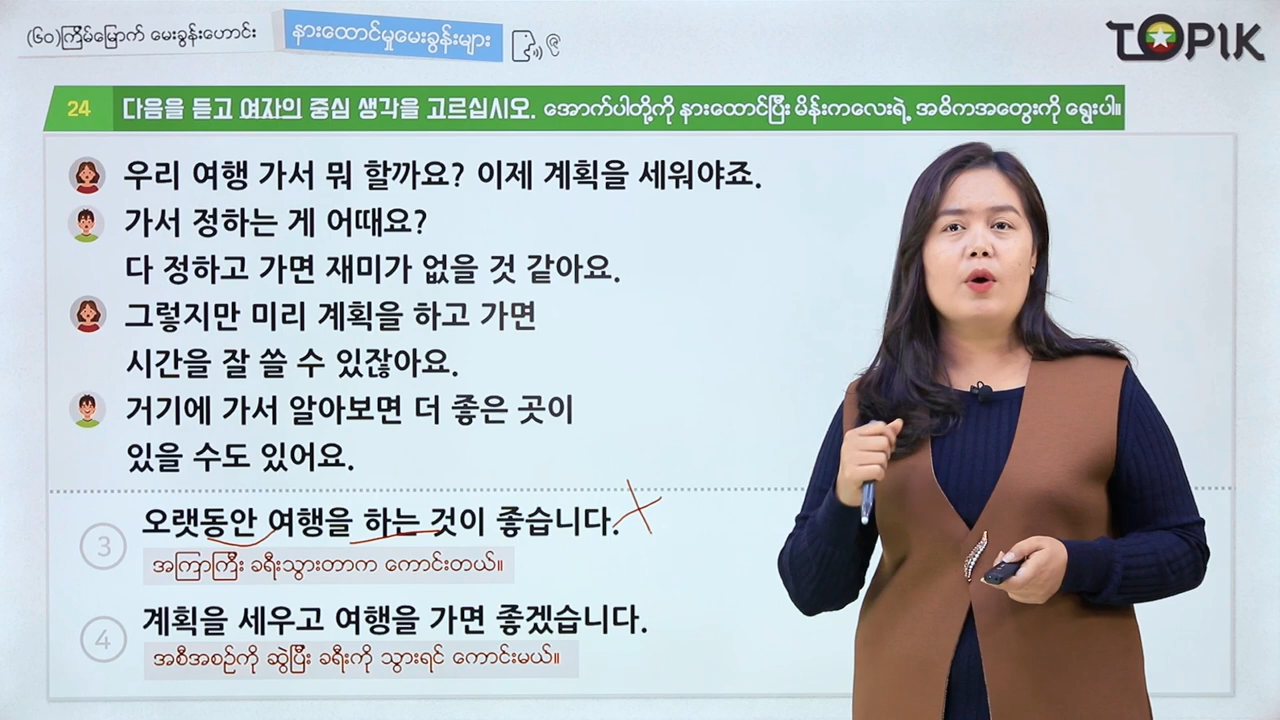 (၆၀)ကြိမ်မြောက် မေးခွန်းဟောင်း
နားထောင်မှုမေးခွန်းများ
TOPIK
24 다음을 듣고 여자의 중심 생각을 고르십시오. အောက်ပါတို့ကို နားထောင်ပြီး မိန်းကလေးရဲ့ အဓိကအတွေးကို ရွေးပါ။
우리 여행 가서 뭐 할까요? 이제 계획을 세워야죠.
가서 정하는 게 어때요?
다 정하고 가면 재미가 없을 것 같아요.
그렇지만 미리 계획을 하고 가면
시간을 잘 쓸 수 있잖아요.
거기에 가서 알아보면 더 좋은 곳이
있을 수도 있어요.
3 오랫동안 여행을 하는 것이 좋습니다.
အကြာကြီး ခရီးသွားတာက ကောင်းတယ်။
4 계획을 세우고 여행을 가면 좋겠습니다.
အစီအစဉ်ကို ဆွဲပြီး ခရီးကို သွားရင် ကောင်းမယ်။